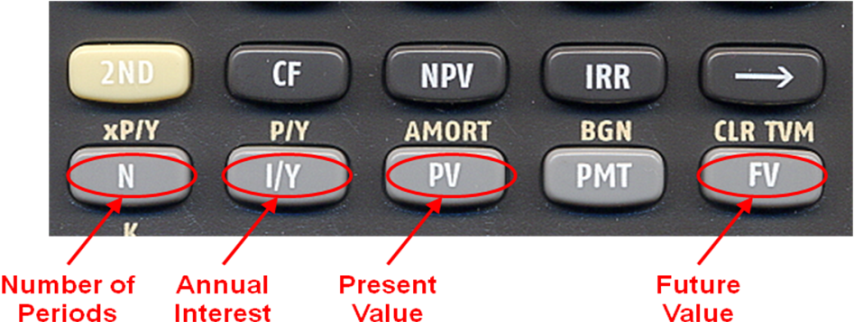 2ND CF NPV IRR →
xP/Y P/Y AMORT BGN CLR TVM
N I/Y PV PMT FV
K
Number of Periods
Annual Interest
Present Value
Future Value